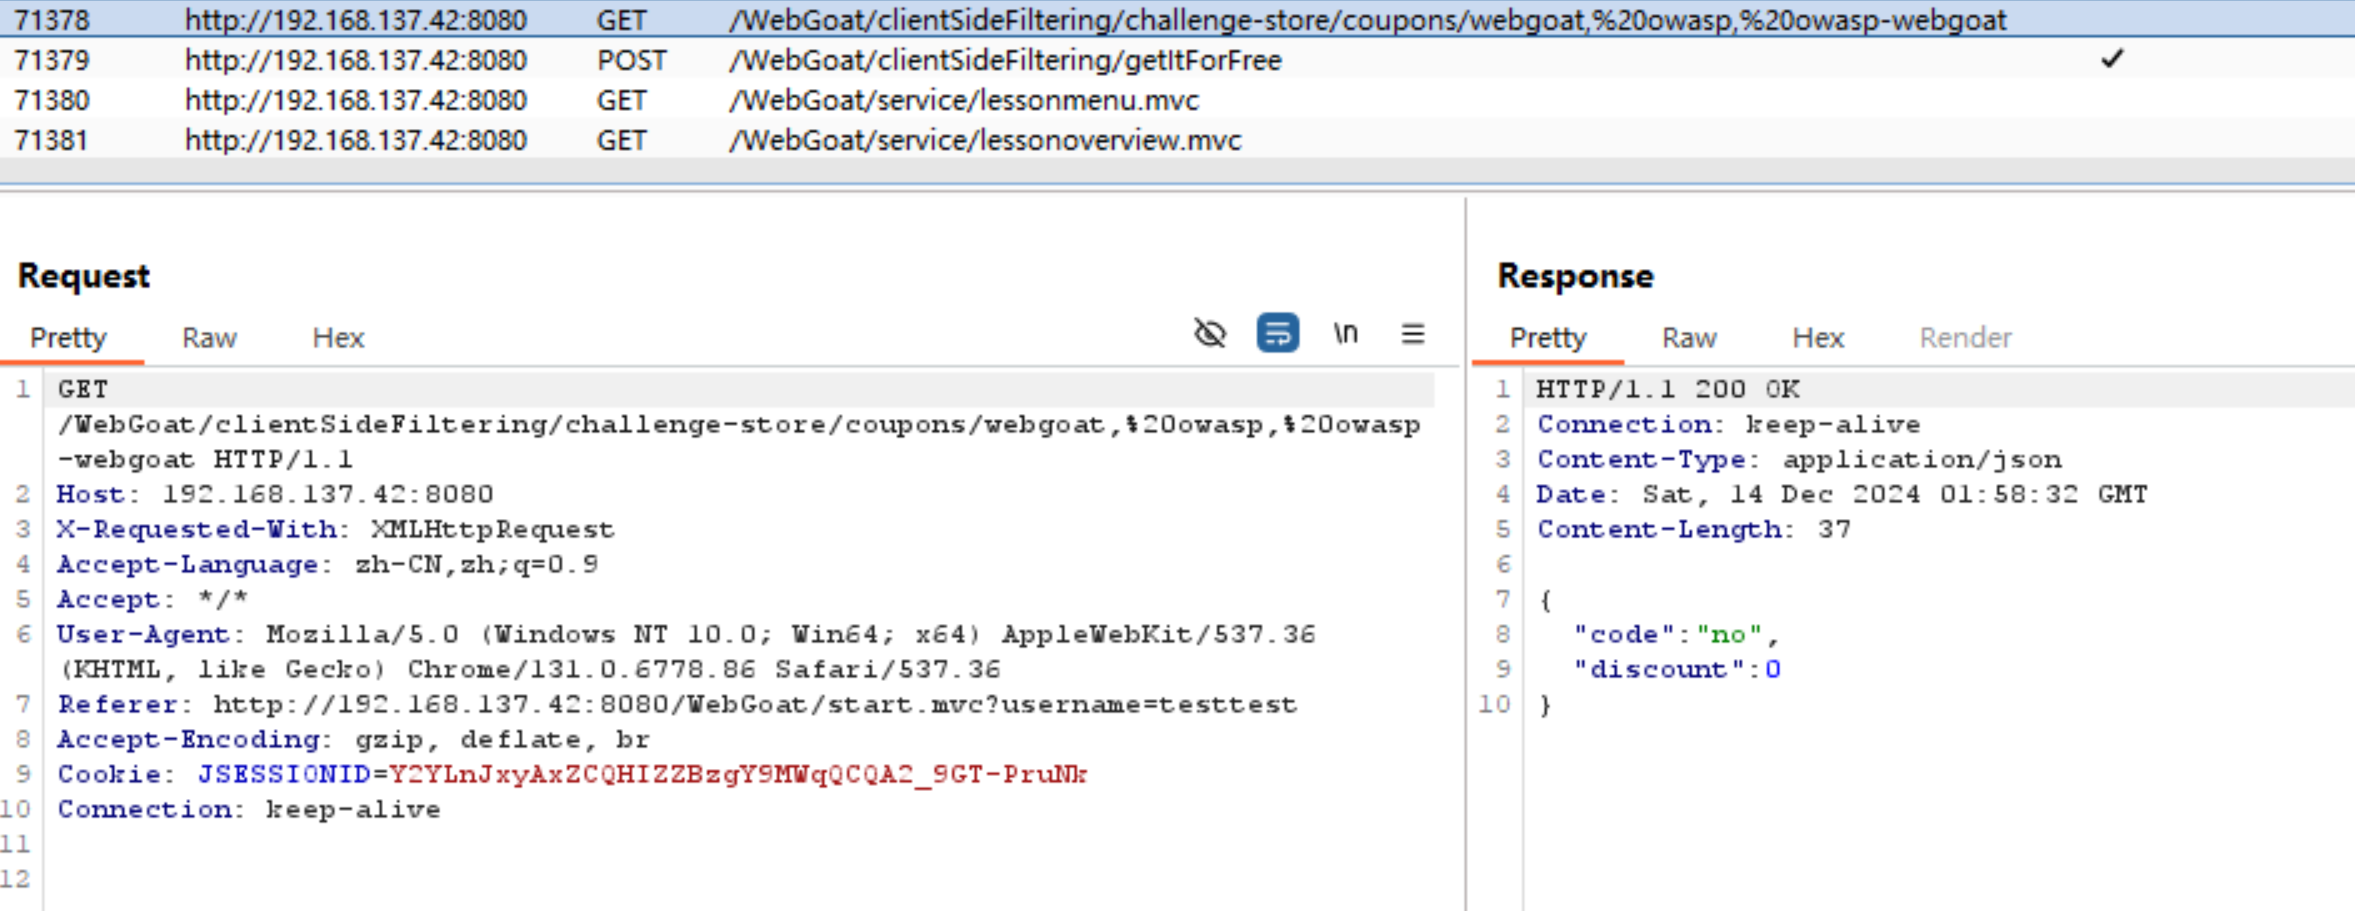 71378 http://192.168.137.42:8080 GET /WebGoat/clientSideFiltering/challenge-store/coupons/webgoat,%20owasp,%20owasp-webgoat
71379 http://192.168.137.42:8080 POST /WebGoat/clientSideFiltering/getItForFree ✓
71380 http://192.168.137.42:8080 GET /WebGoat/service/lessonmenu.mvc
71381 http://192.168.137.42:8080 GET /WebGoat/service/lessonoverview.mvc
Request
Pretty Raw Hex \n
1 GET
/WebGoat/clientSideFiltering/challenge-store/coupons/webgoat,%20owasp,%20owasp
-webgoat HTTP/1.1
2 Host: 192.168.137.42:8080
3 X-Requested-With: XMLHttpRequest
4 Accept-Language: zh-CN,zh;q=0.9
5 Accept: */*
6 User-Agent: Mozilla/5.0 (Windows NT 10.0; Win64; x64) AppleWebKit/537.36
(KHTML, like Gecko) Chrome/131.0.6778.86 Safari/537.36
7 Referer: http://192.168.137.42:8080/WebGoat/start.mvc?username=testtest
8 Accept-Encoding: gzip, deflate, br
9 Cookie: JSESSIONID=Y2YLnJxyAxZCQHIZZBzgY9MWqQCQA2_9GT-PruNk
10 Connection: keep-alive
11
12
Response
Pretty Raw Hex Render
1 HTTP/1.1 200 OK
2 Connection: keep-alive
3 Content-Type: application/json
4 Date: Sat, 14 Dec 2024 01:58:32 GMT
5 Content-Length: 37
6
7 {
8 "code":"no",
9 "discount":0
10 }